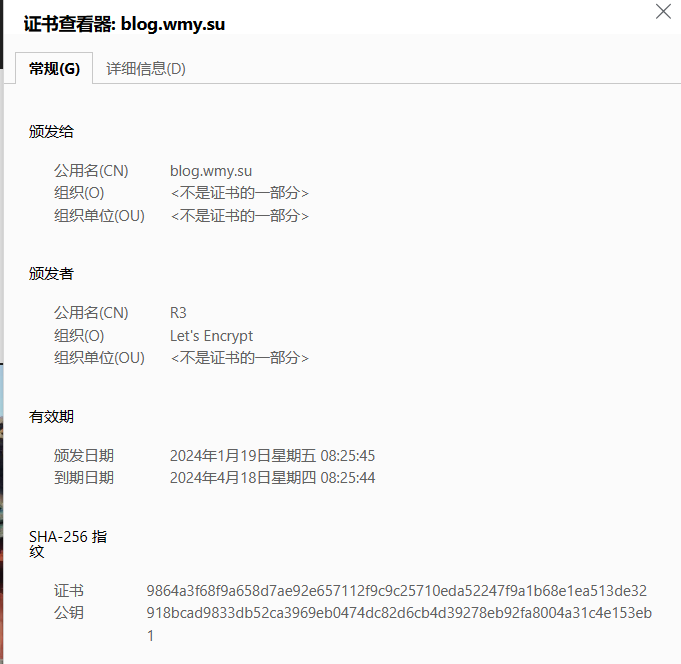 证书查看器: blog.wmy.su
常规(G) 详细信息(D)
颁发给
公用名(CN) blog.wmy.su
组织(O) <不是证书的一部分>
组织单位(OU) <不是证书的一部分>
颁发者
公用名(CN) R3
组织(O) Let's Encrypt
组织单位(OU) <不是证书的一部分>
有效期
颁发日期 2024年1月19日星期五 08:25:45
到期日期 2024年4月18日星期四 08:25:44
SHA-256 指
纹
证书 9864a3f68f9a658d7ae92e657112f9c9c25710eda52247f9a1b68e1ea513de32
公钥 918bcad9833db52ca3969eb0474dc82d6cb4d39278eb92fa8004a31c4e153eb
1